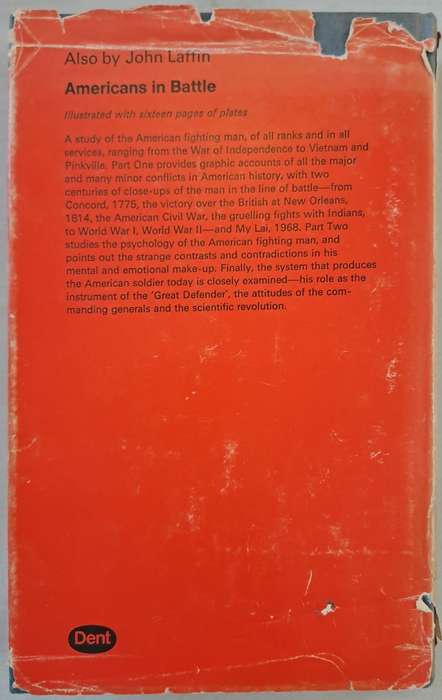 Also by John Laffin
Americans in Battle
Illustrated with sixteen pages of plates
A study of the American fighting man, of all ranks and in all
services, ranging from the War of Independence to Vietnam and
Pinkville. Part One provides graphic accounts of all the major
and many minor conflicts in American history, with two
centuries of close-ups of the man in the line of battle—from
Concord, 1775, the victory over the British at New Orleans,
1814, the American Civil War, the gruelling fights with Indians,
to World War I, World War II—and My Lai, 1968. Part Two
studies the psychology of the American fighting man, and
points out the strange contrasts and contradictions in his
mental and emotional make-up. Finally, the system that produces
the American soldier today is closely examined—his role as the
instrument of the 'Great Defender', the attitudes of the com-
manding generals and the scientific revolution.
Dent